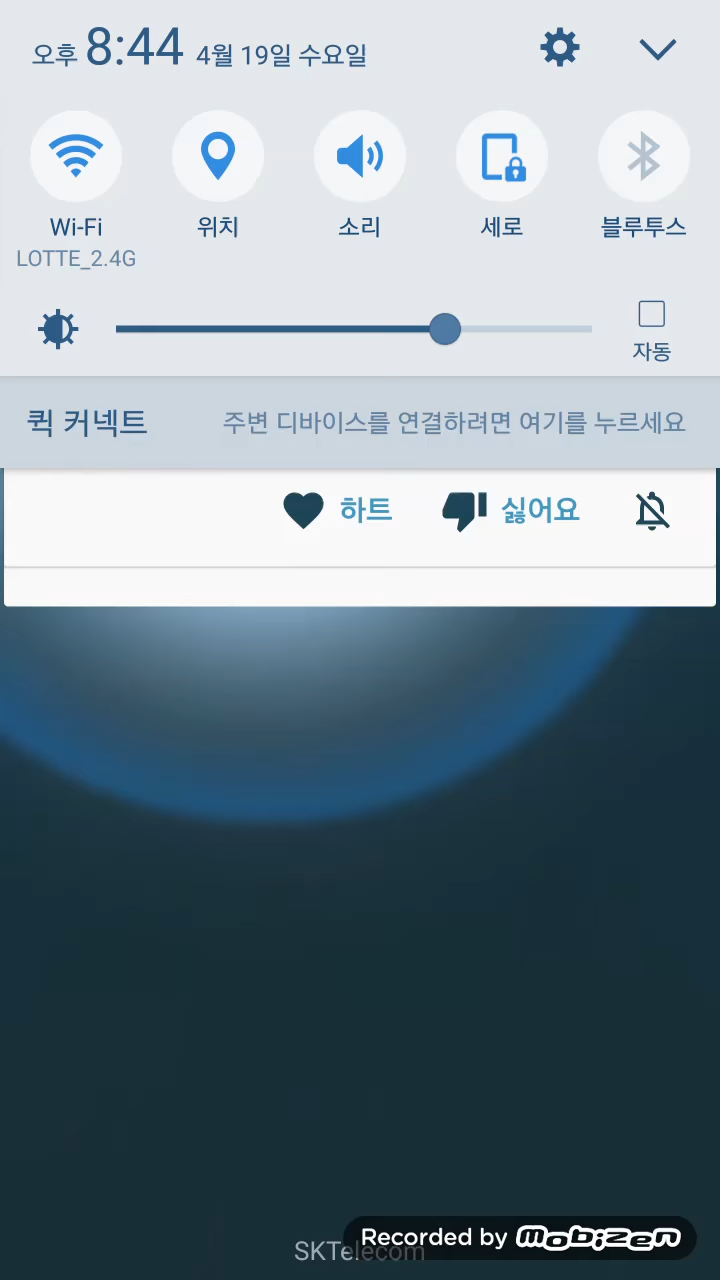 오후 8:44 4월 19일 수요일
Wi-Fi 위치 소리 세로 블루투스
LOTTE_2.4G
자동
퀵 커넥트 주변 디바이스를 연결하려면 여기를 누르세요
하트 싫어요
Recorded by mobizen
SKTelecom